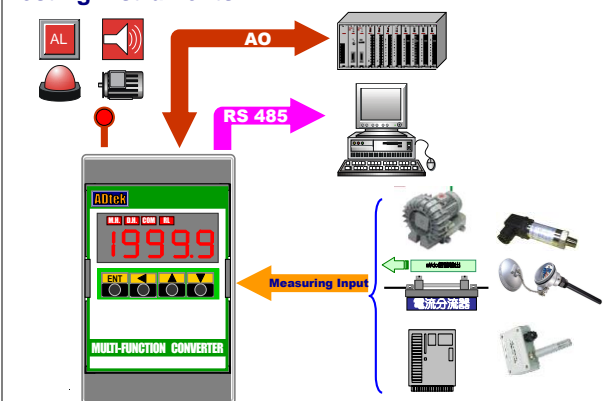 AL
AO
RS 485
ADtek
M.H. D.H. COM RL
1999.9
ENT
Measuring Input
電流分流器
MULTI-FUNCTION CONVERTER